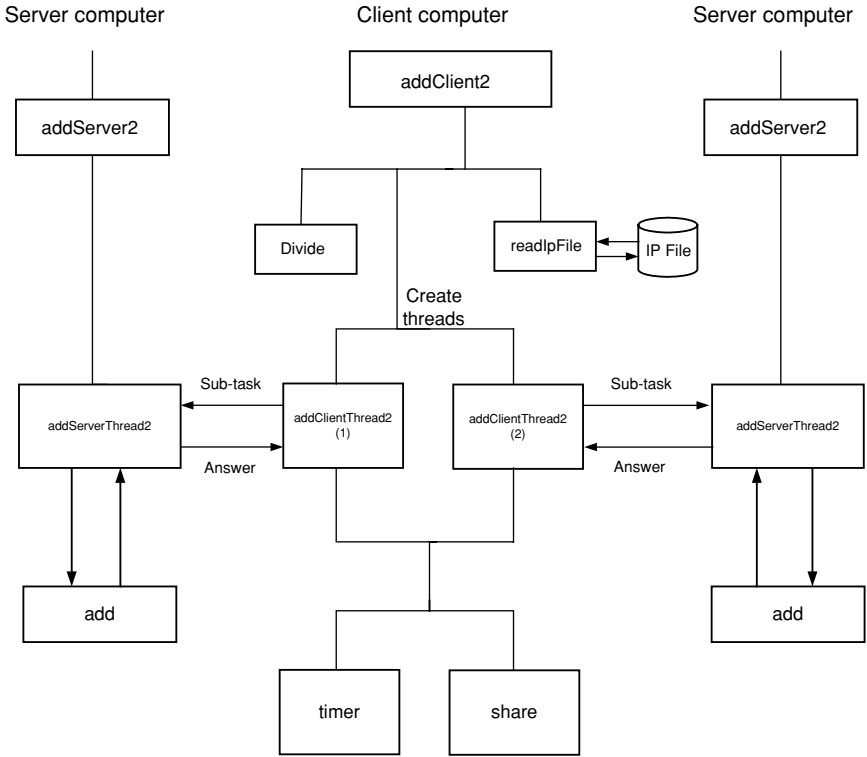 Server computer
Client computer
Server computer
addClient2
addServer2
addServer2
Divide
readIpFile
IP File
Create
threads
Sub-task
Sub-task
addServerThread2
addClientThread2
(1)
addClientThread2
(2)
addServerThread2
Answer
Answer
add
add
timer
share